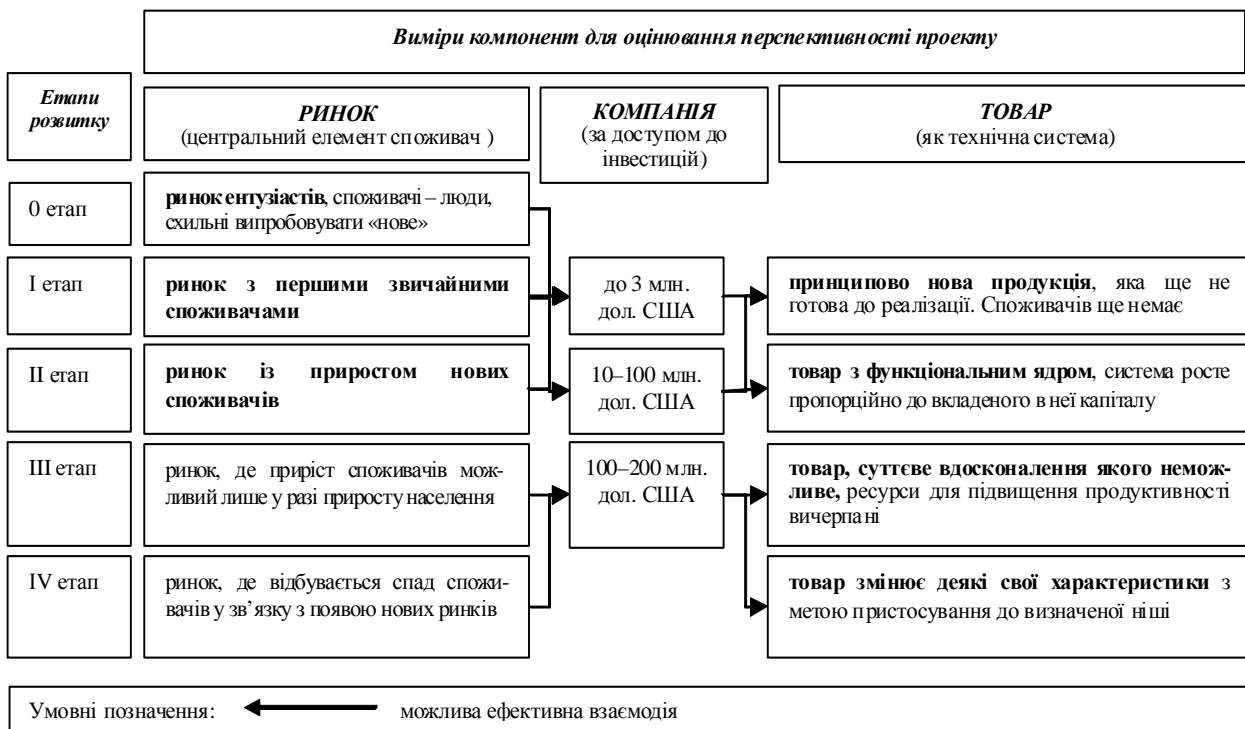 Виміри компонент для оцінювання перспективності проекту
Етапи
розвитку
РИНОК
(центральний елемент споживач )
КОМПАНІЯ
(за доступом до
інвестицій)
ТОВАР
(як технічна система)
0 етап
ринок ентузіастів, споживачі – люди,
схильні випробовувати «нове»
I етап
ринок з першими звичайними
споживачами
до 3 млн.
дол. США
принципово нова продукція, яка ще не
готова до реалізації. Споживачів ще немає
II етап
ринок із приростом нових
споживачів
10–100 млн.
дол. США
товар з функціональним ядром, система росте
пропорційно до вкладеного в неї капіталу
III етап
ринок, де приріст споживачів мож-
ливий лише у разі приросту населення
100–200 млн.
дол. США
товар, суттєве вдосконалення якого немож-
ливе, ресурси для підвищення продуктивності
вичерпані
IV етап
ринок, де відбувається спад спожи-
вачів у зв’язку з появою нових ринків
товар змінює деякі свої характеристики з
метою пристосування до визначеної ніші
Умовні позначення: можлива ефективна взаємодія